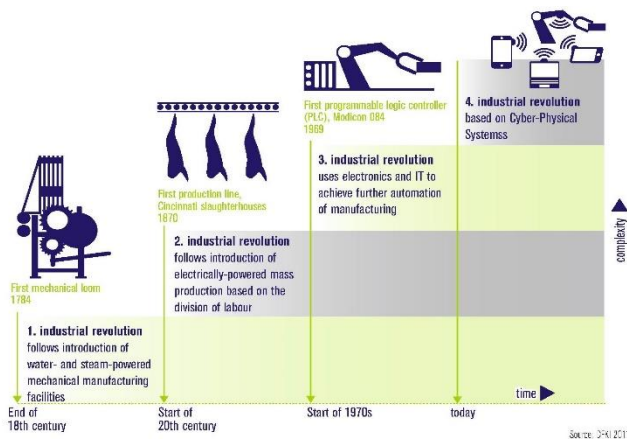 First programmable logic controller
(PLC), Modicon 084
1969
4. industrial revolution
based on Cyber-Physical
Systemss
3. industrial revolution
uses electronics and IT to
achieve further automation
of manufacturing
First production line,
Cincinnati slaughterhouses
1870
2. industrial revolution
follows introduction of
electrically-powered mass
production based on the
division of labour
First mechanical loom
1784
1. industrial revolution
follows introduction of
water- and steam-powered
mechanical manufacturing
facilities
complexity
time
End of
18th century
Start of
20th century
Start of 1970s
today
Source: DFKI